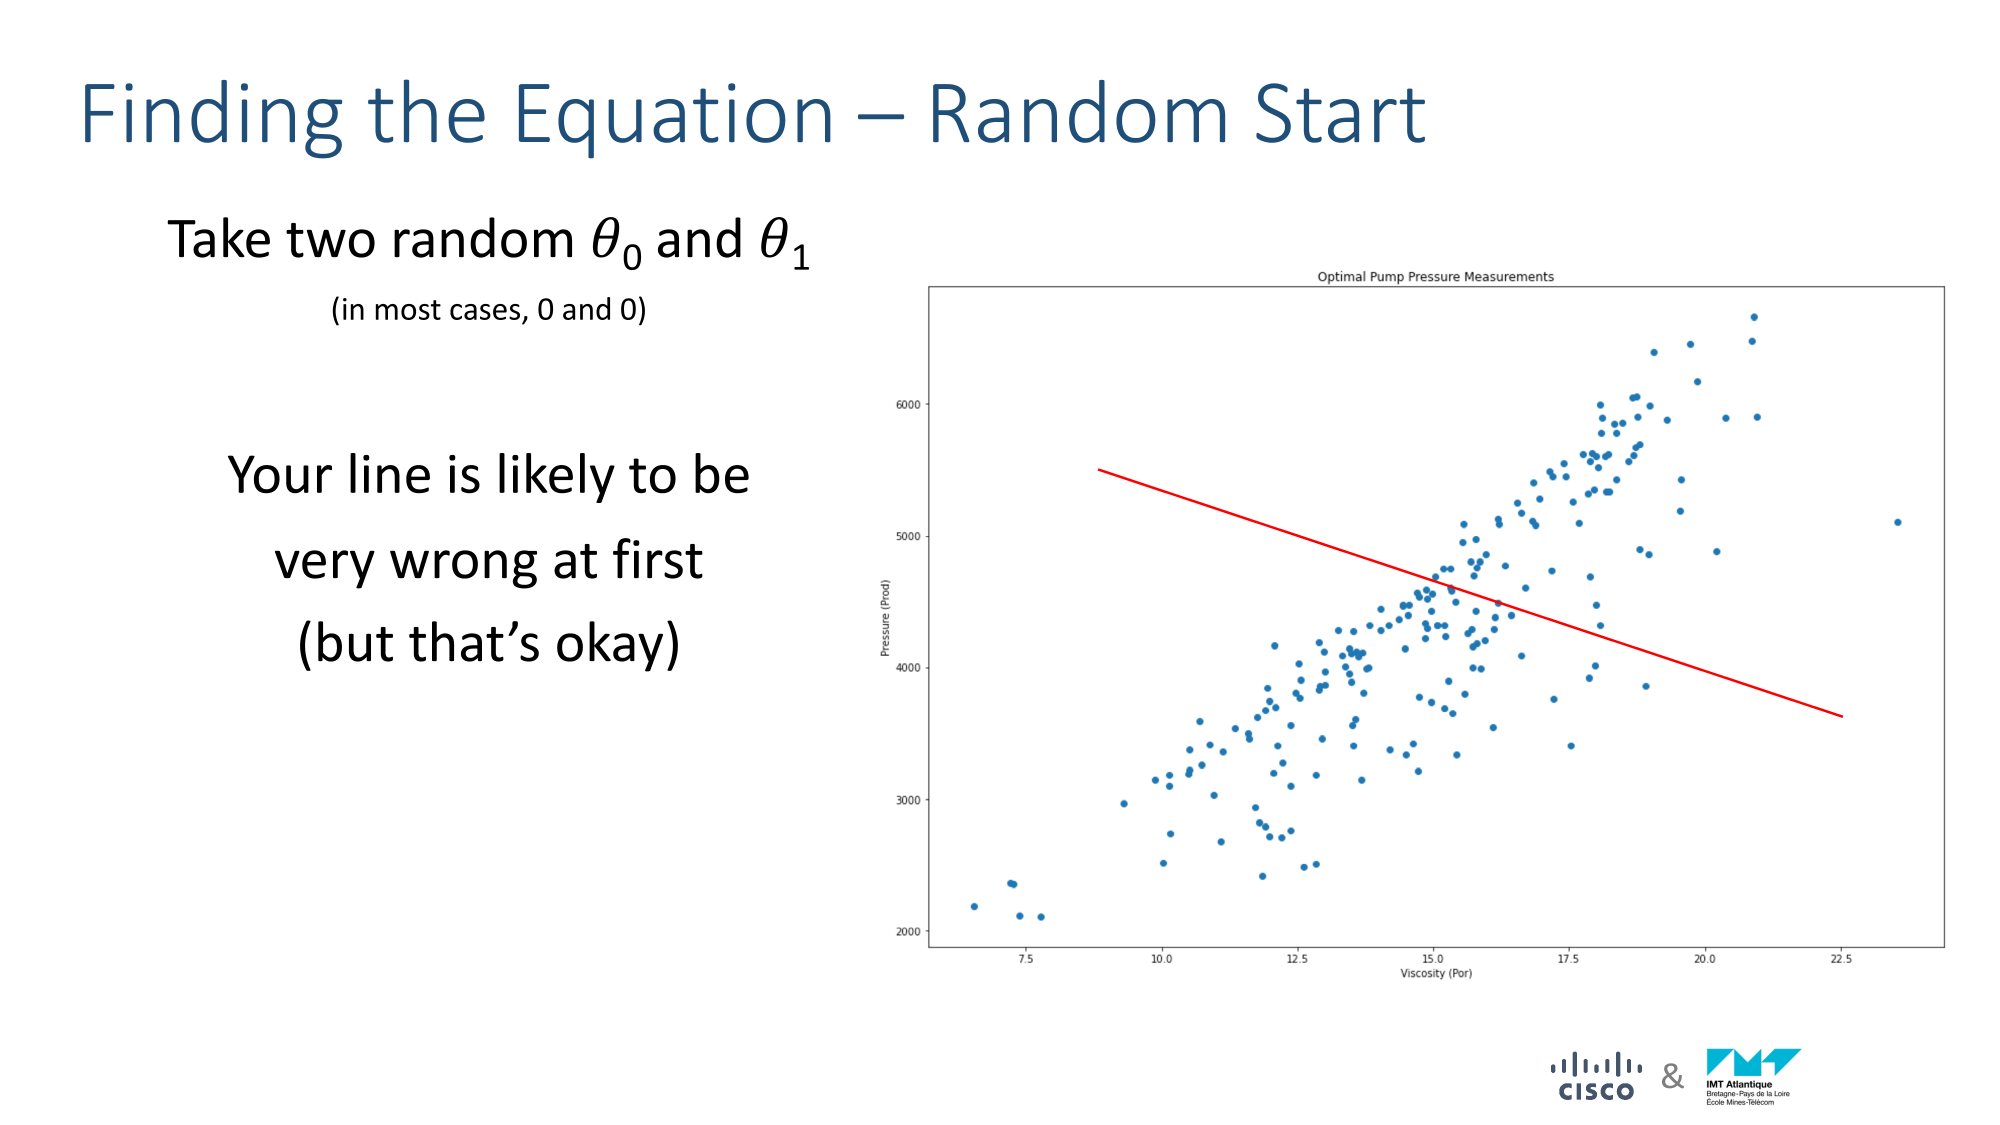 Finding the Equation – Random Start
Take two random θ0 and θ1
(in most cases, 0 and 0)
Your line is likely to be
very wrong at first
(but that’s okay)
Optimal Pump Pressure Measurements
6000
5000
4000
3000
2000
Pressure (Prod)
7.5 10.0 12.5 15.0 17.5 20.0 22.5
Viscosity (Por)
CISCO & IMT
IMT Atlantique
Bretagne-Pays de la Loire
École Mines-Télécom